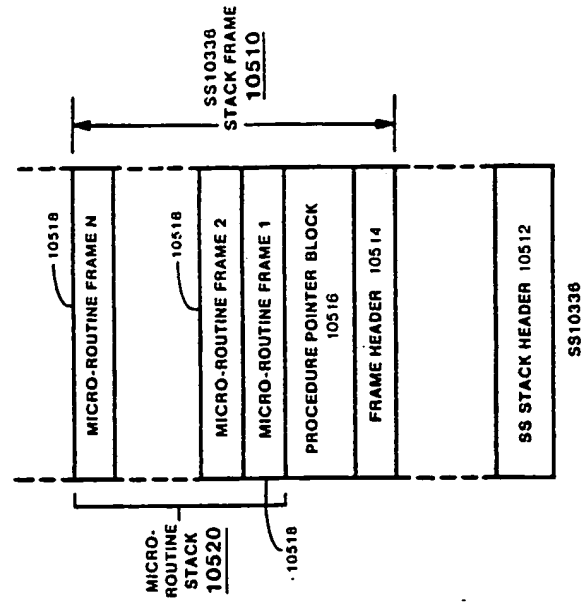 SS10336
STACK FRAME
10510
10518
MICRO-ROUTINE FRAME N
10518
MICRO-ROUTINE FRAME 2
MICRO-ROUTINE FRAME 1
PROCEDURE POINTER BLOCK
10516
FRAME HEADER 10514
SS STACK HEADER 10512
SS10336
MICRO-
ROUTINE
STACK
10520
10518